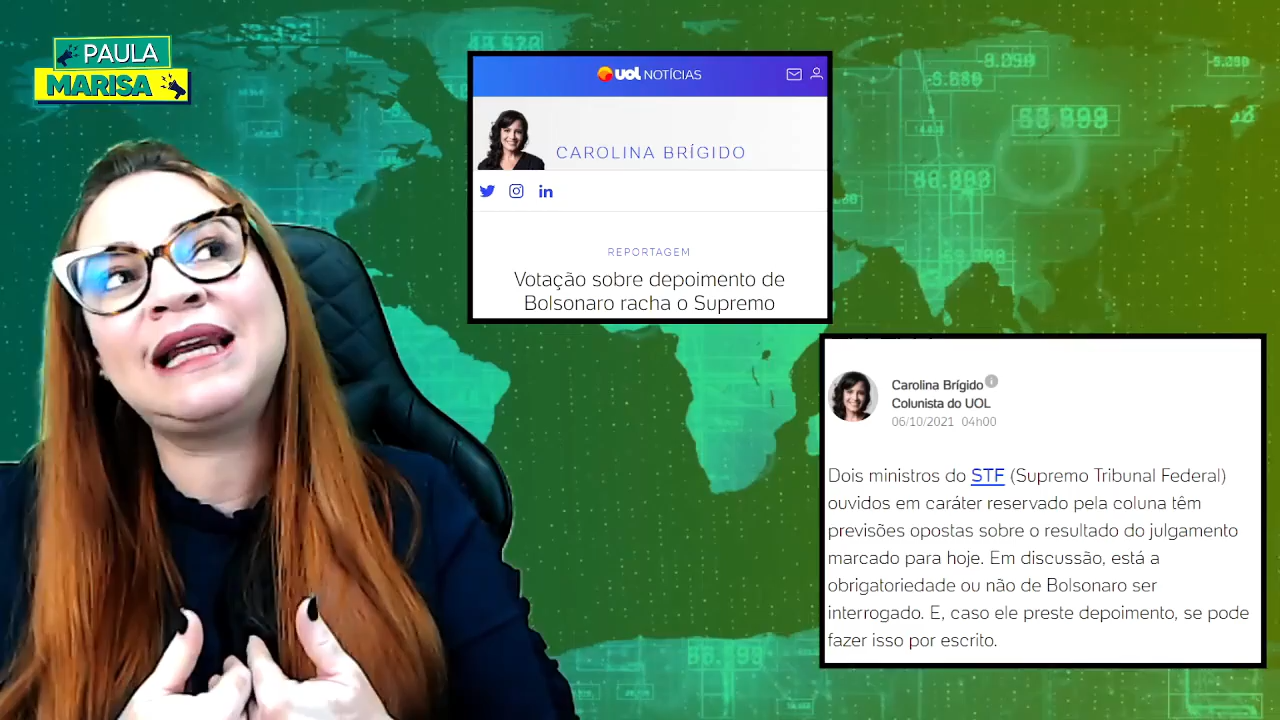 PAULA
MARISA
UOL NOTÍCIAS
CAROLINA BRÍGIDO
REPORTAGEM
Votação sobre depoimento de
Bolsonaro racha o Supremo
Carolina Brígido
Colunista do UOL
06/10/2021 04h00
Dois ministros do STF (Supremo Tribunal Federal)
ouvidos em caráter reservado pela coluna têm
previsões opostas sobre o resultado do julgamento
marcado para hoje. Em discussão, está a
obrigatoriedade ou não de Bolsonaro ser
interrogado. E, caso ele preste depoimento, se pode
fazer isso por escrito.